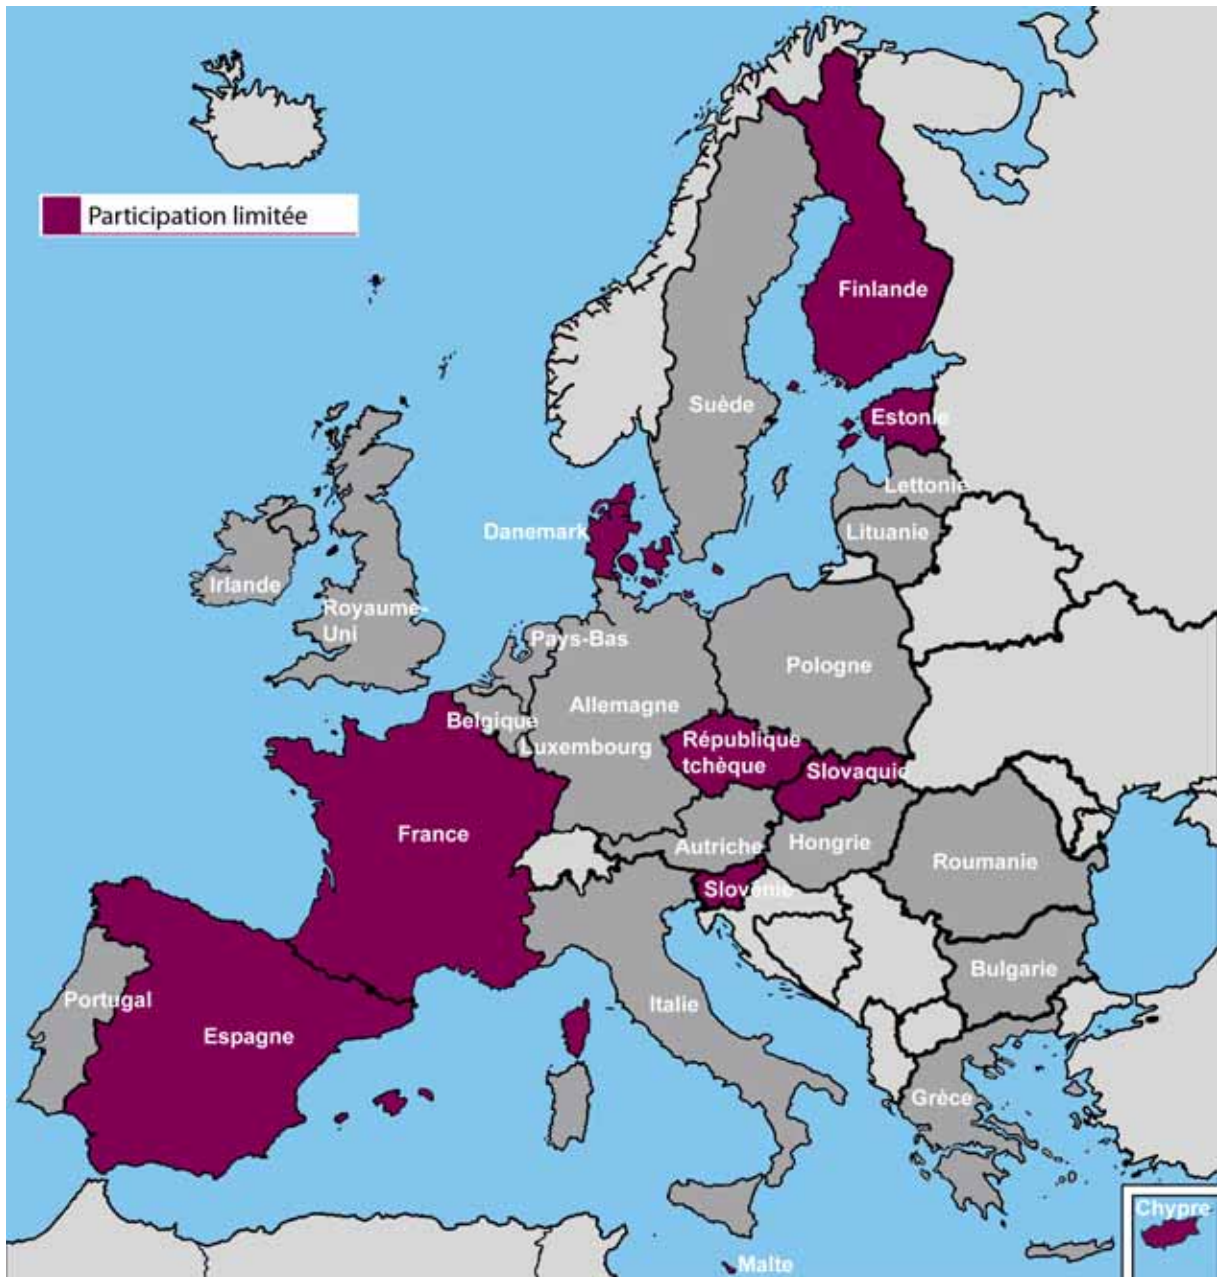 Participation limitée
Finlande
Suède
Estonie
Lettonie
Danemark
Lituanie
Irlande
Royaume-
Uni
Pays-Bas
Pologne
Allemagne
Belgique
Luxembourg
République
tchèque
Slovaquie
France
Autriche
Hongrie
Roumanie
Slovénie
Bulgarie
Portugal
Italie
Espagne
Grèce
Chypre
Malte